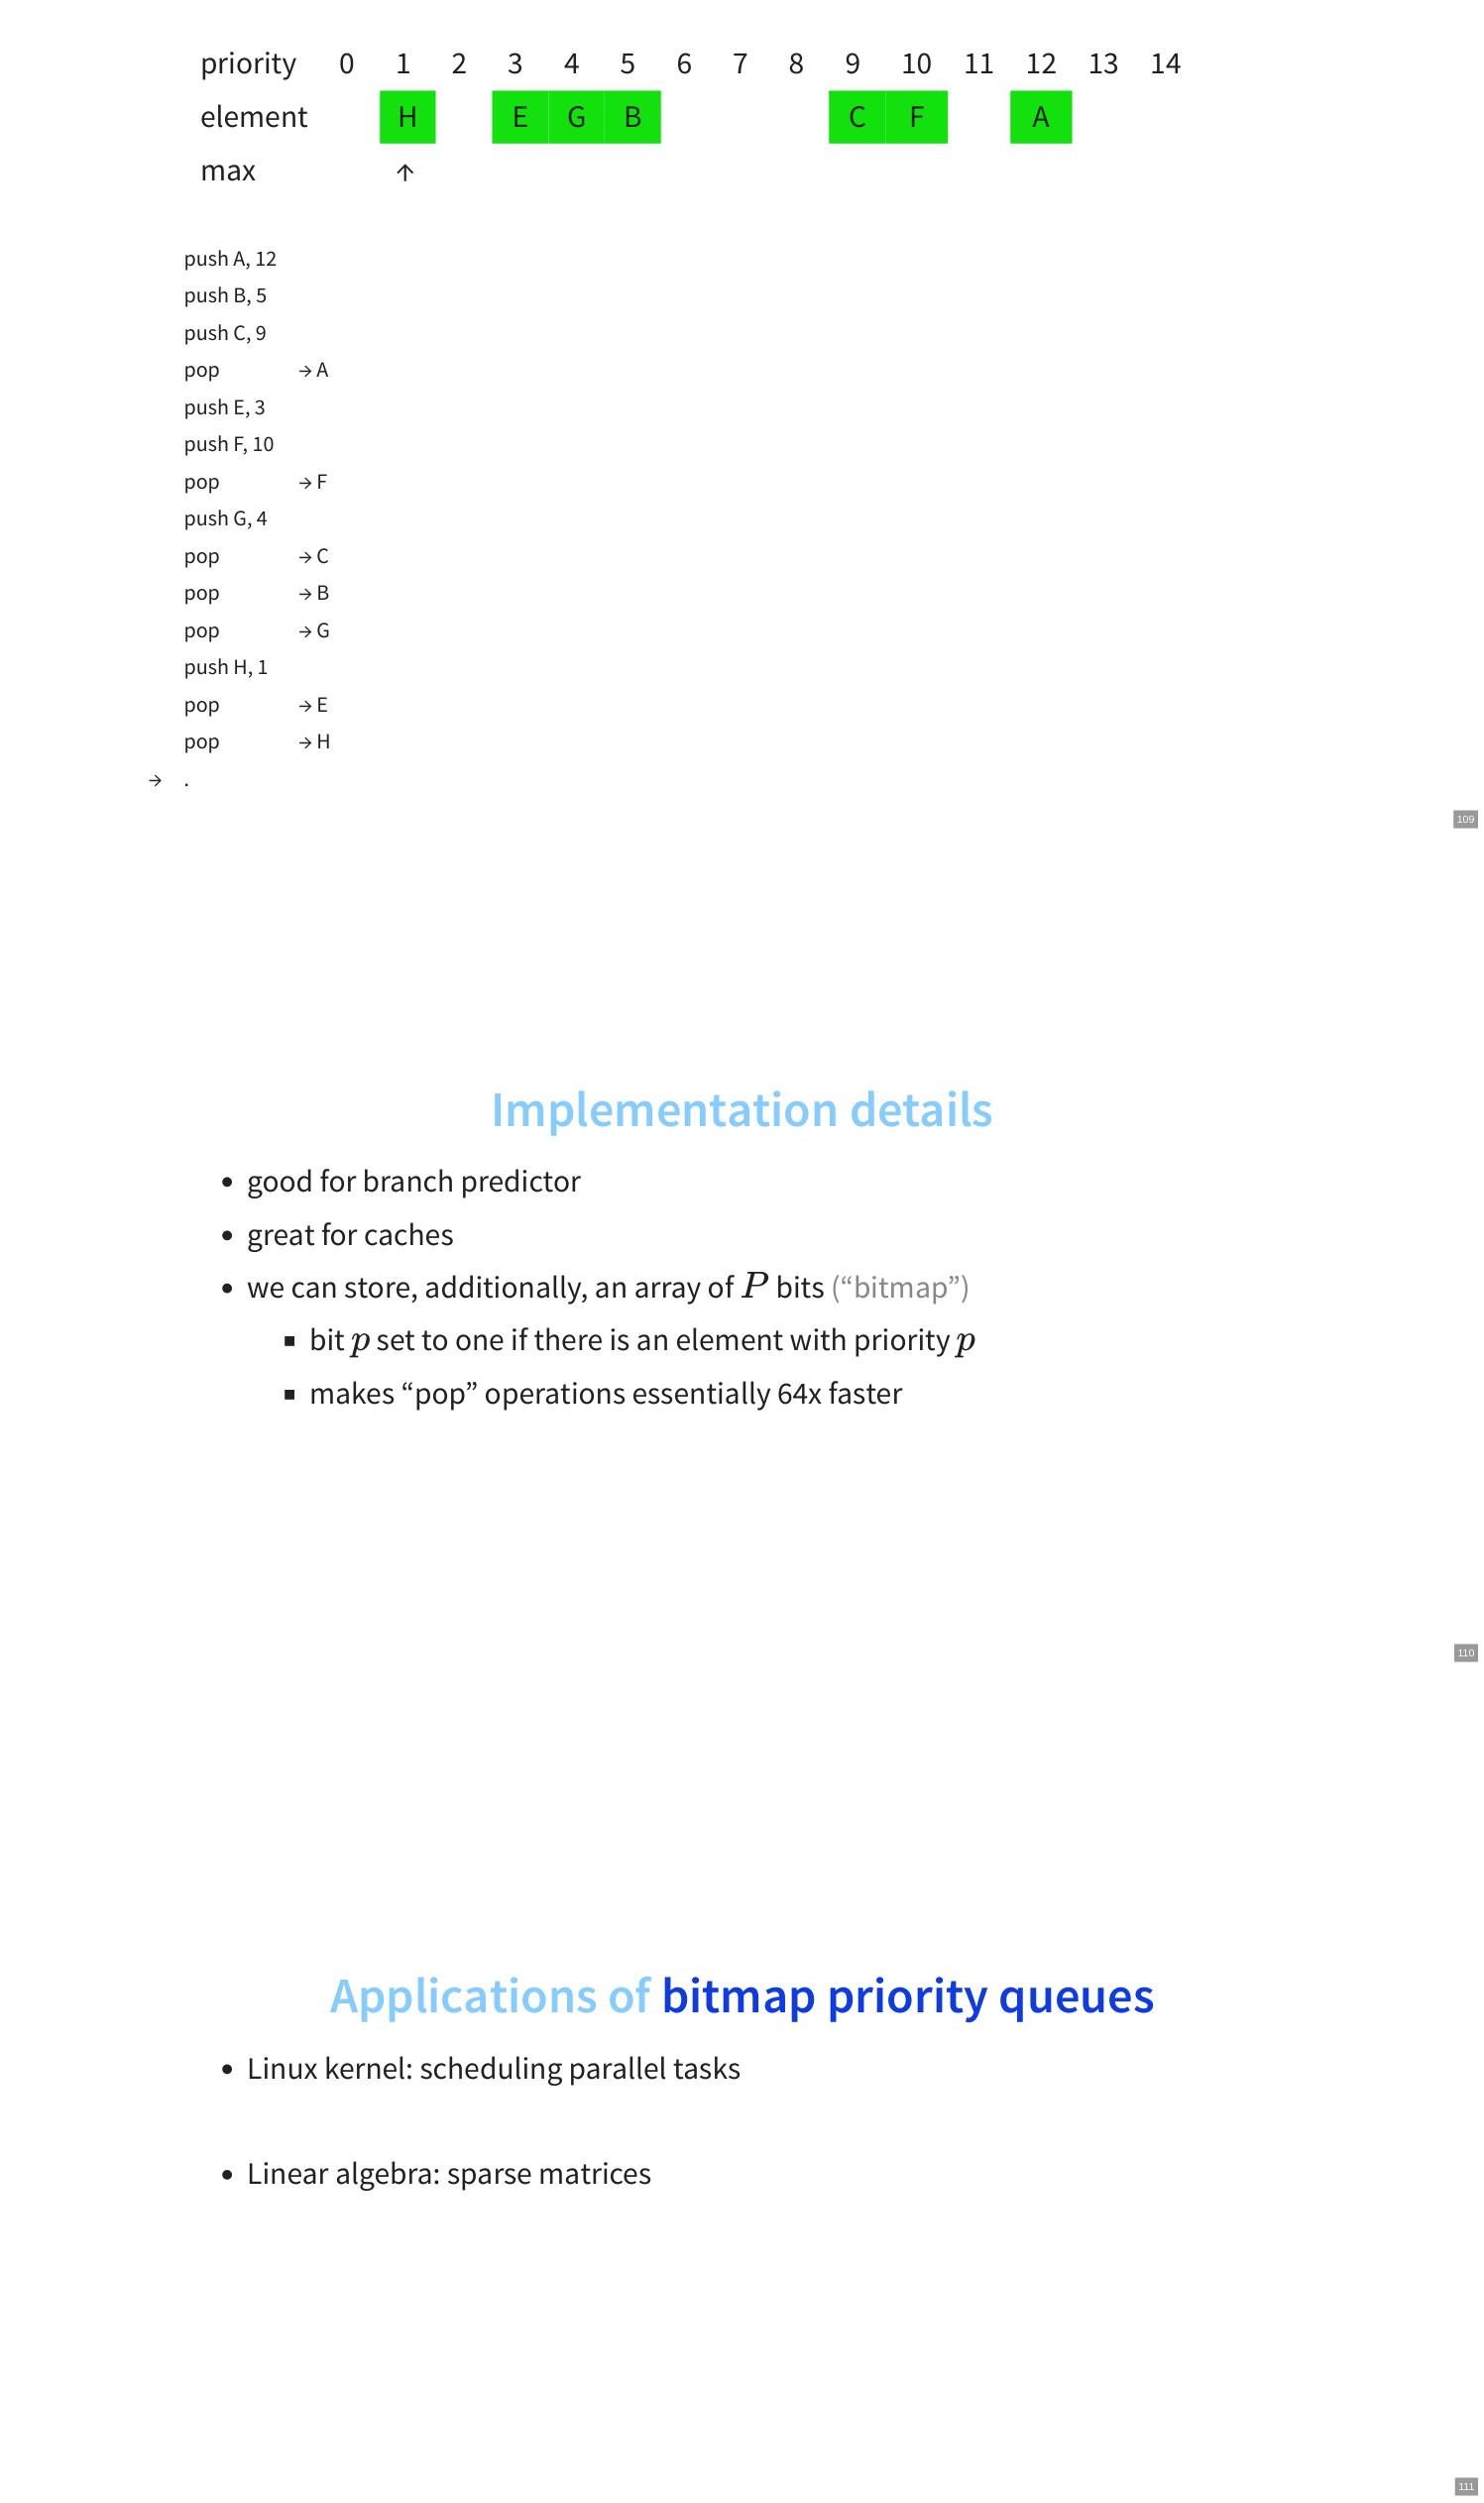 priority 0 1 2 3 4 5 6 7 8 9 10 11 12 13 14
element H E G B C F A
max ↑
push A, 12
push B, 5
push C, 9
pop → A
push E, 3
push F, 10
pop → F
push G, 4
pop → C
pop → B
pop → G
push H, 1
pop → E
pop → H
→ .
109
Implementation details
• good for branch predictor
• great for caches
• we can store, additionally, an array of P bits (“bitmap”)
▪ bit p set to one if there is an element with priority p
▪ makes “pop” operations essentially 64x faster
110
Applications of bitmap priority queues
• Linux kernel: scheduling parallel tasks
• Linear algebra: sparse matrices
111